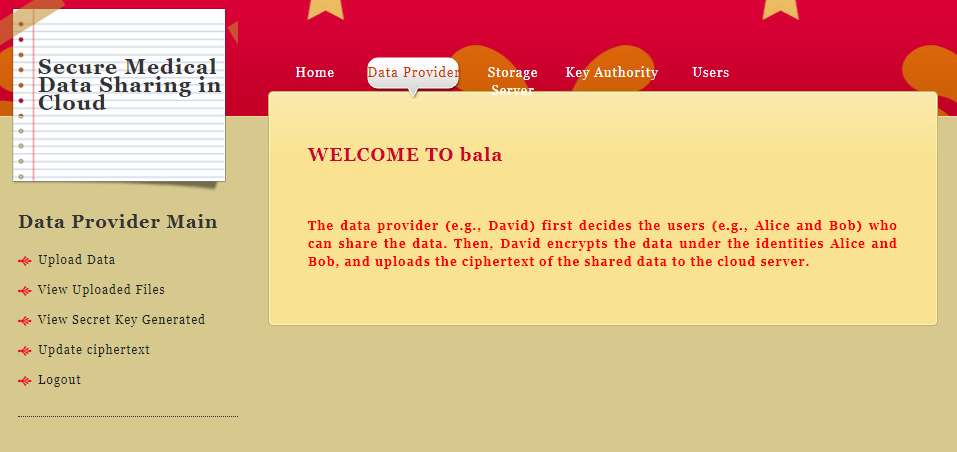 Secure Medical
Data Sharing in
Cloud
Home
Data Provider
Storage
Server
Key Authority
Users
WELCOME TO bala
The data provider (e.g., David) first decides the users (e.g., Alice and Bob) who
can share the data. Then, David encrypts the data under the identities Alice and
Bob, and uploads the ciphertext of the shared data to the cloud server.
Data Provider Main
Upload Data
View Uploaded Files
View Secret Key Generated
Update ciphertext
Logout